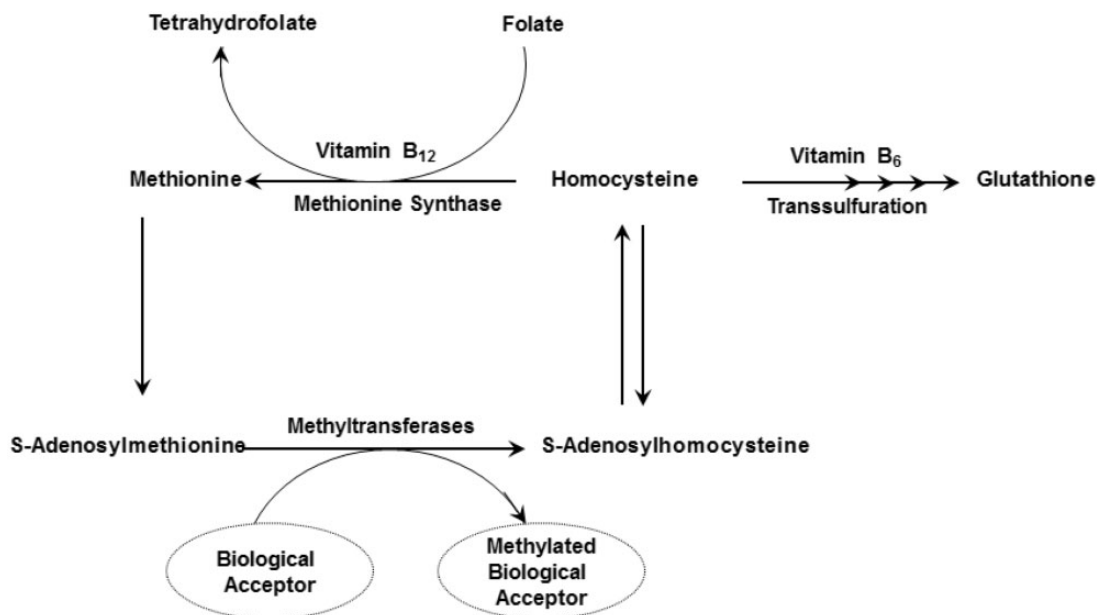 Tetrahydrofolate
Folate
Vitamin B₁₂
Vitamin B₆
Methionine
Homocysteine
Glutathione
Methionine Synthase
Transsulfuration
Methyltransferases
S-Adenosylmethionine
S-Adenosylhomocysteine
Biological
Acceptor
Methylated
Biological
Acceptor